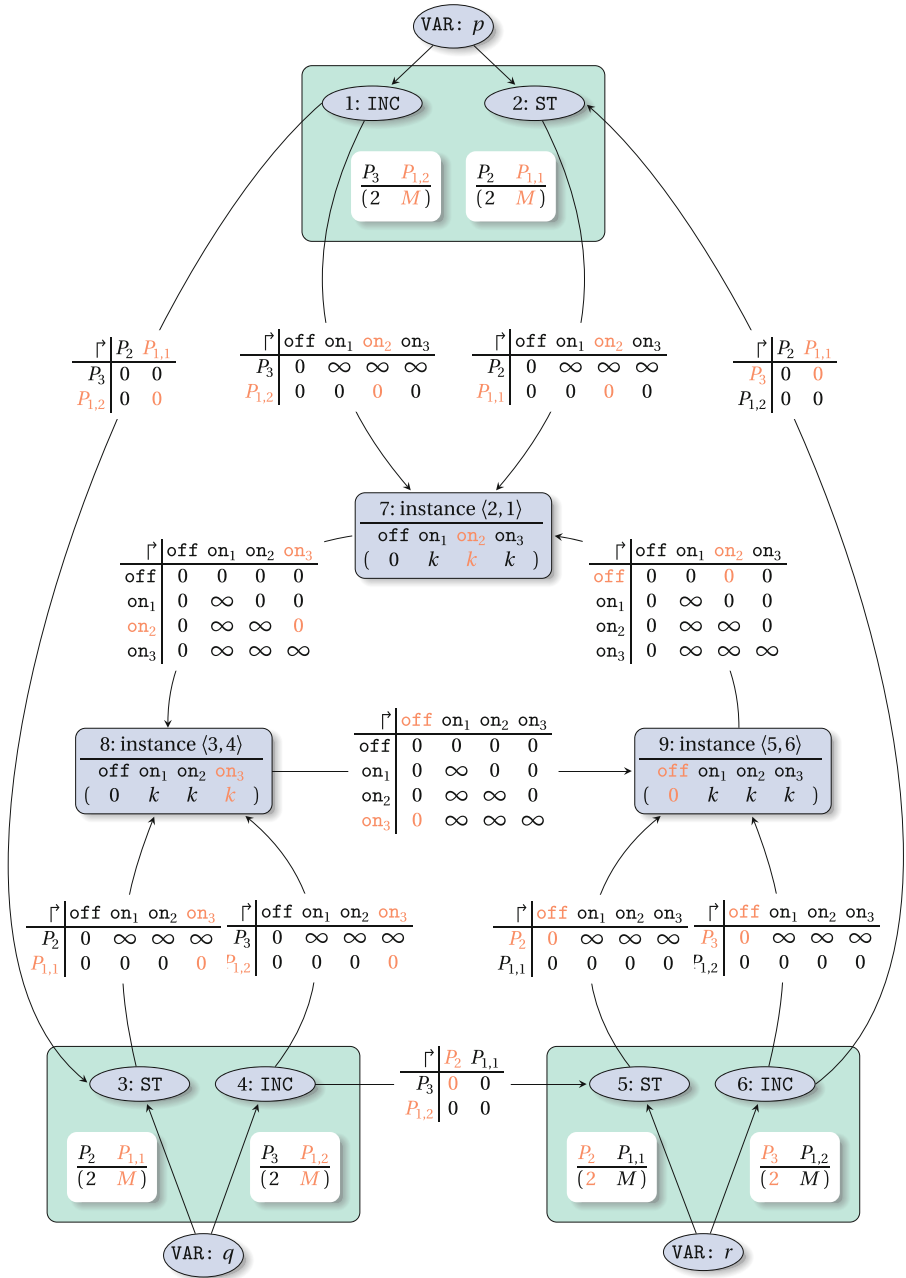 VAR: p
1: INC 2: ST
P3 P1,2 P2 P1,1
(2 M) (2 M)
↱ P2 P1,1
P3 0 0
P1,2 0 0
↱ off on1 on2 on3
P3 0 ∞ ∞ ∞
P1,2 0 0 0 0
↱ off on1 on2 on3
P2 0 ∞ ∞ ∞
P1,1 0 0 0 0
↱ P2 P1,1
P3 0 0
P1,2 0 0
7: instance ⟨2,1⟩
off on1 on2 on3
( 0 k k k )
↱ off on1 on2 on3
off 0 0 0 0
on1 0 ∞ 0 0
on2 0 ∞ ∞ 0
on3 0 ∞ ∞ ∞
↱ off on1 on2 on3
off 0 0 0 0
on1 0 ∞ 0 0
on2 0 ∞ ∞ 0
on3 0 ∞ ∞ ∞
8: instance ⟨3,4⟩
off on1 on2 on3
( 0 k k k )
↱ off on1 on2 on3
off 0 0 0 0
on1 0 ∞ 0 0
on2 0 ∞ ∞ 0
on3 0 ∞ ∞ ∞
9: instance ⟨5,6⟩
off on1 on2 on3
( 0 k k k )
↱ off on1 on2 on3
P2 0 ∞ ∞ ∞
P1,1 0 0 0 0
↱ off on1 on2 on3
P3 0 ∞ ∞ ∞
P1,2 0 0 0 0
↱ off on1 on2 on3
P2 0 ∞ ∞ ∞
P1,1 0 0 0 0
↱ off on1 on2 on3
P3 0 ∞ ∞ ∞
P1,2 0 0 0 0
3: ST 4: INC
P2 P1,1 P3 P1,2
(2 M) (2 M)
VAR: q
↱ P2 P1,1
P3 0 0
P1,2 0 0
5: ST 6: INC
P2 P1,1 P3 P1,2
(2 M) (2 M)
VAR: r